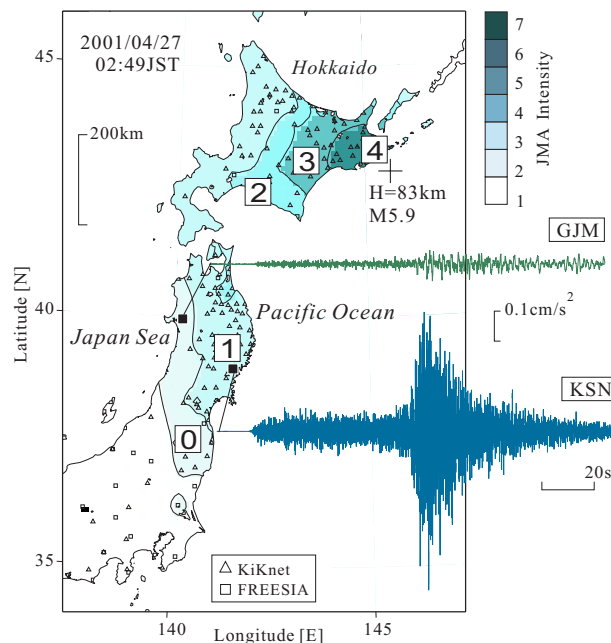 2001/04/27
02:49JST
Hokkaido
200km
45
40
35
Latitude [N]
140
145
Longitude [E]
4
3
2
1
0
H=83km
M5.9
Japan Sea
Pacific Ocean
KiKnet
FREESIA
7
6
5
4
3
2
1
JMA Intensity
GJM
0.1cm/s²
KSN
20s